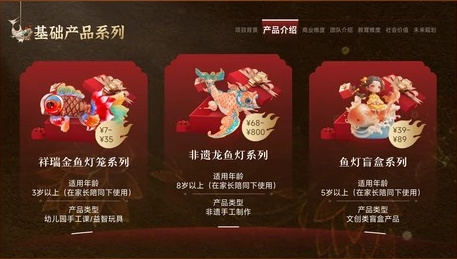 基础产品系列
项目背景 产品介绍 商业维度 团队介绍 教育维度 社会价值 未来规划
¥7~
¥35
祥瑞金鱼灯笼系列
适用年龄
3岁以上（在家长陪同下使用）
产品类型
幼儿园手工课/益智玩具
¥68~
¥800
非遗龙鱼灯系列
适用年龄
8岁以上（在家长陪同下使用）
产品类型
非遗手工制作
¥39~
¥89
鱼灯盲盒系列
适用年龄
5岁以上（在家长陪同下使用）
产品类型
文创类盲盒产品